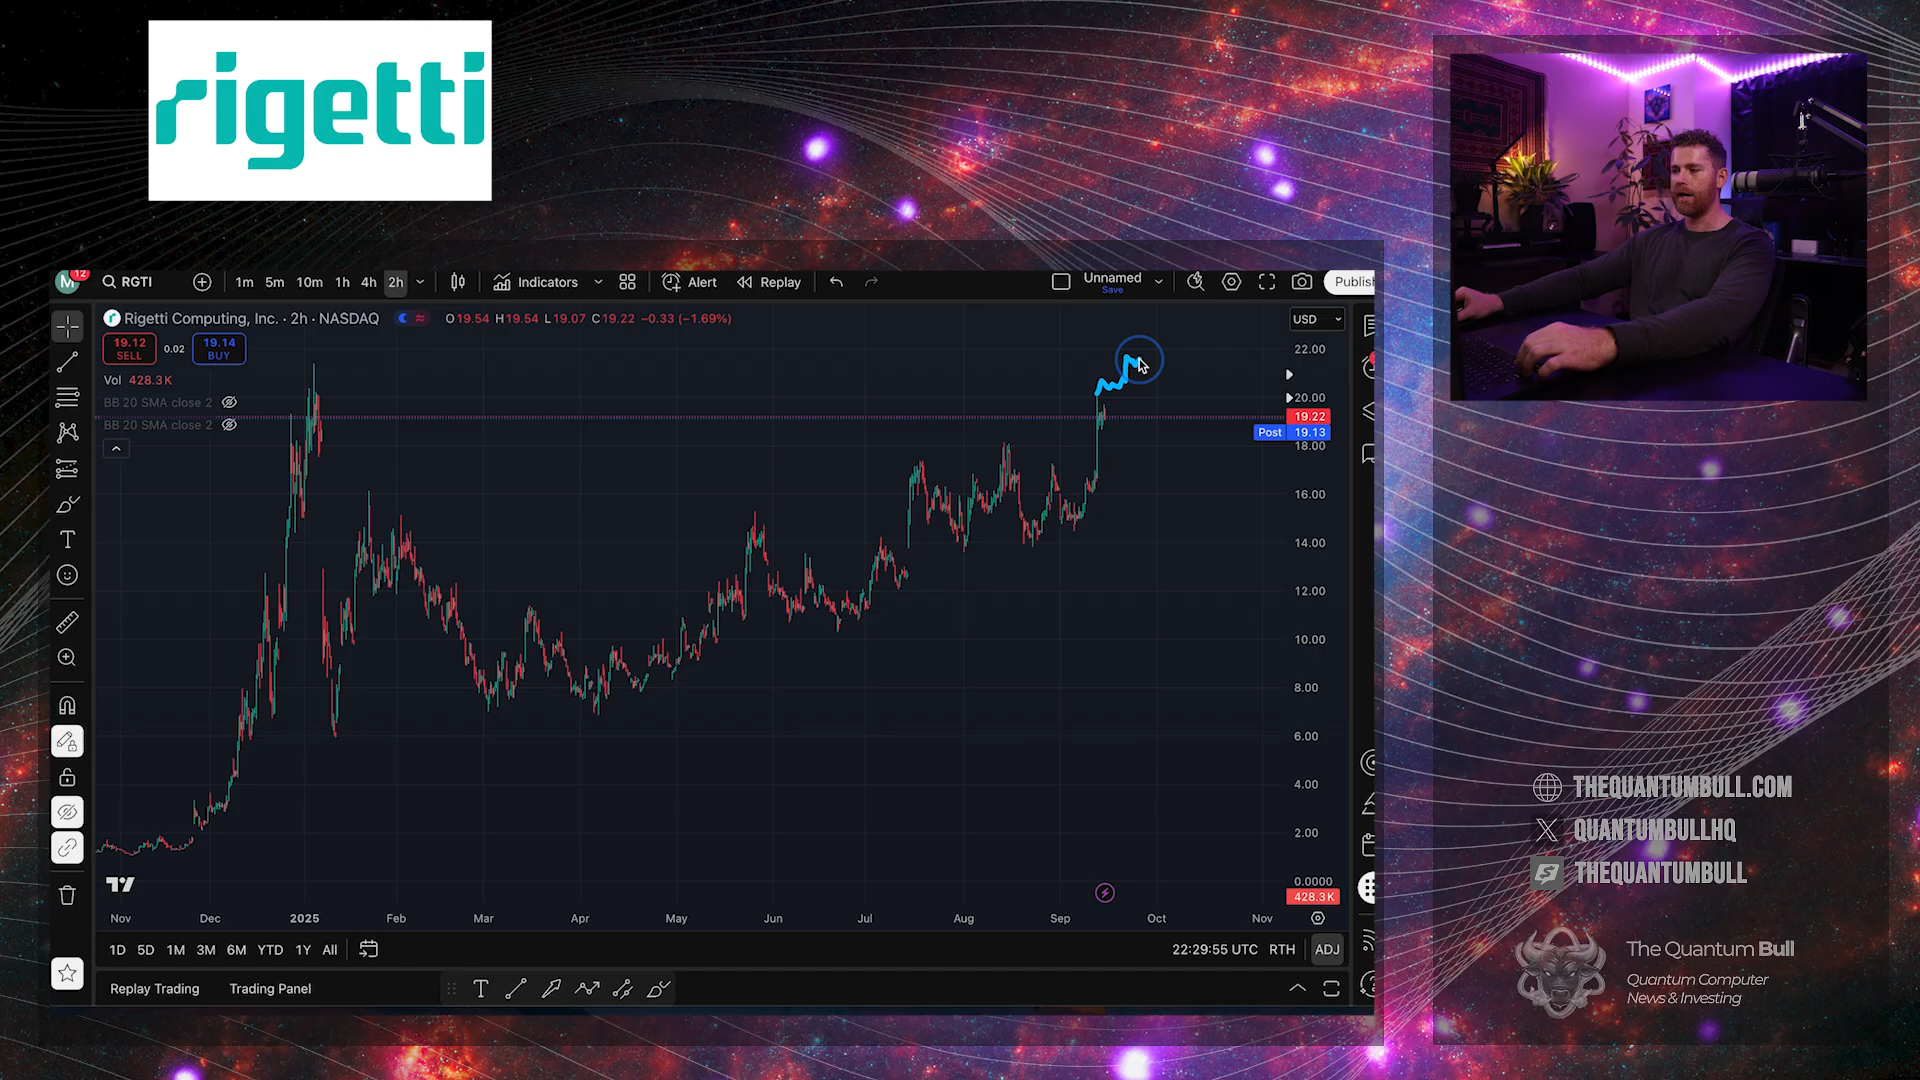 rigetti
M 12 RGTI 1m 5m 10m 1h 4h 2h Indicators Alert Replay Unnamed Save
Rigetti Computing, Inc. · 2h · NASDAQ O19.54 H19.54 L19.07 C19.22 −0.33 (−1.69%) USD
19.12 SELL 0.02 19.14 BUY
Vol 428.3K
BB 20 SMA close 2
BB 20 SMA close 2
22.00
20.00
19.22
Post 19.13
18.00
16.00
14.00
12.00
10.00
8.00
6.00
4.00
2.00
0.0000
428.3K
Nov Dec 2025 Feb Mar Apr May Jun Jul Aug Sep Oct Nov
1D 5D 1M 3M 6M YTD 1Y All 22:29:55 UTC RTH ADJ
Replay Trading Trading Panel
THEQUANTUMBULL.COM
QUANTUMBULLHQ
THEQUANTUMBULL
The Quantum Bull
Quantum Computer
News & Investing